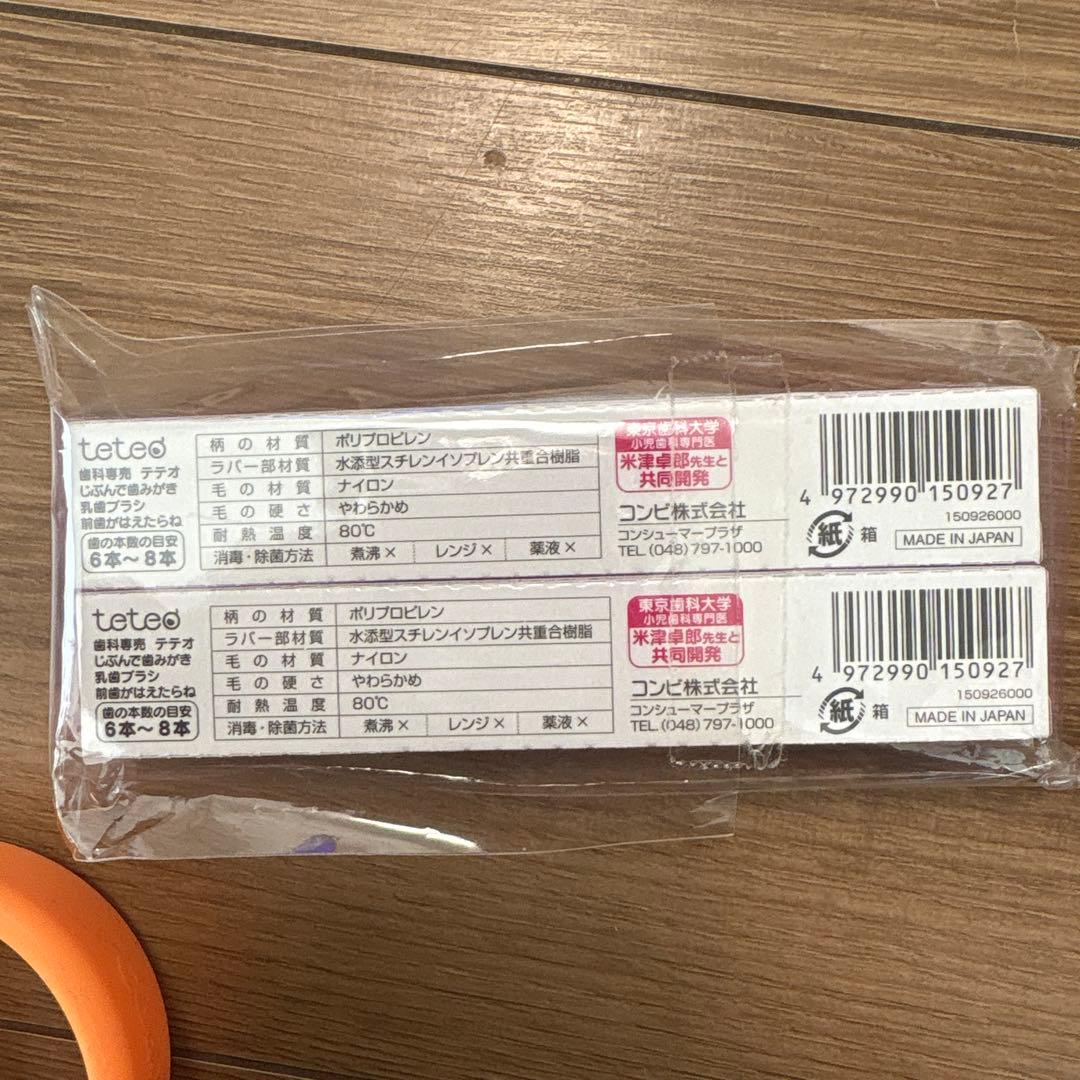 teteo
歯科専売 テテオ
じぶんで歯みがき
乳歯ブラシ
前歯がはえたらね
歯の本数の目安
6本〜8本
柄の材質 ポリプロピレン
ラバー部材質 水添型スチレンイソプレン共重合樹脂
毛の材質 ナイロン
毛の硬さ やわらかめ
耐熱温度 80℃
消毒・除菌方法 煮沸× レンジ× 薬液×
東京歯科大学
小児歯科専門医
米津卓郎先生と
共同開発
コンビ株式会社
コンシューマープラザ
TEL.(048)797-1000
4 972990 150927
150926000
紙 箱 MADE IN JAPAN
teteo
歯科専売 テテオ
じぶんで歯みがき
乳歯ブラシ
前歯がはえたらね
歯の本数の目安
6本〜8本
柄の材質 ポリプロピレン
ラバー部材質 水添型スチレンイソプレン共重合樹脂
毛の材質 ナイロン
毛の硬さ やわらかめ
耐熱温度 80℃
消毒・除菌方法 煮沸× レンジ× 薬液×
東京歯科大学
小児歯科専門医
米津卓郎先生と
共同開発
コンビ株式会社
コンシューマープラザ
TEL.(048)797-1000
4 972990 150927
150926000
紙 箱 MADE IN JAPAN